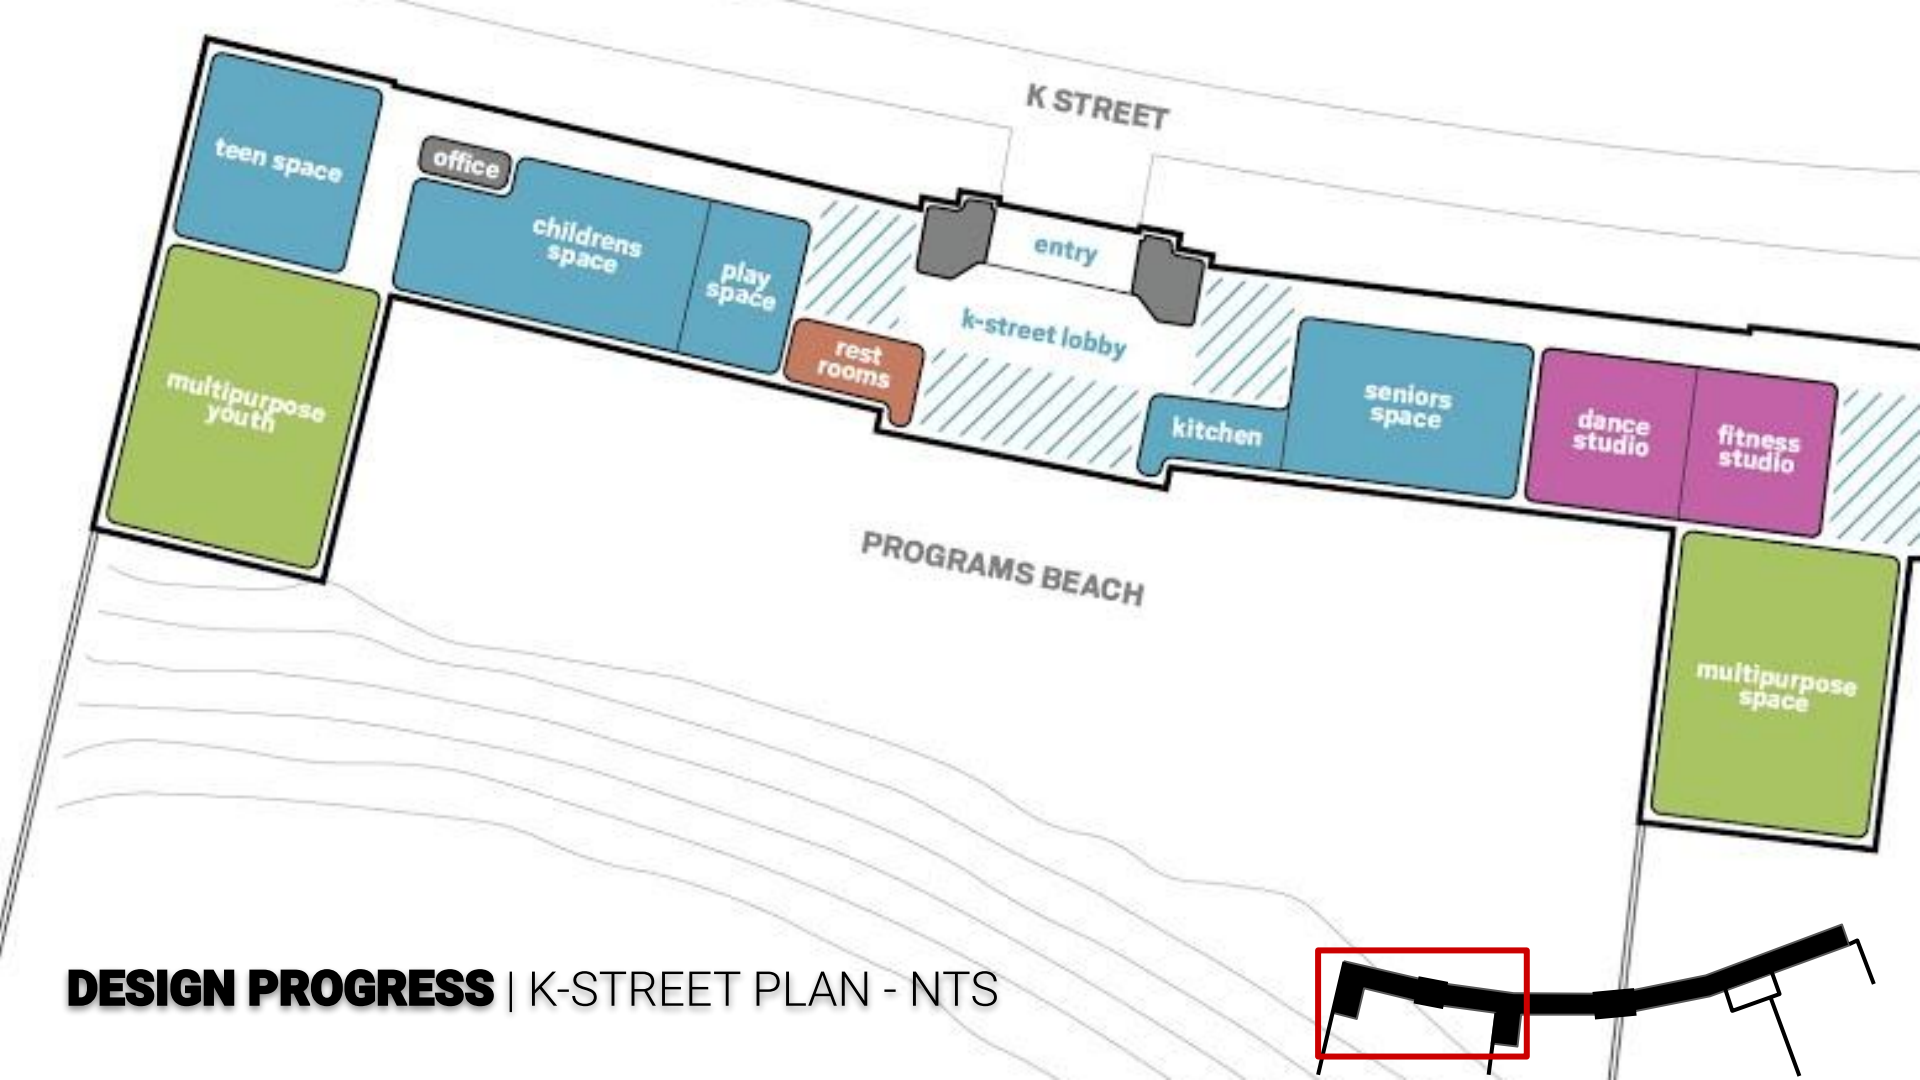 K STREET
teen space
office
childrens
space
play
space
entry
k-street lobby
rest
rooms
multipurpose
youth
kitchen
seniors
space
dance
studio
fitness
studio
PROGRAMS BEACH
multipurpose
space
DESIGN PROGRESS | K-STREET PLAN - NTS